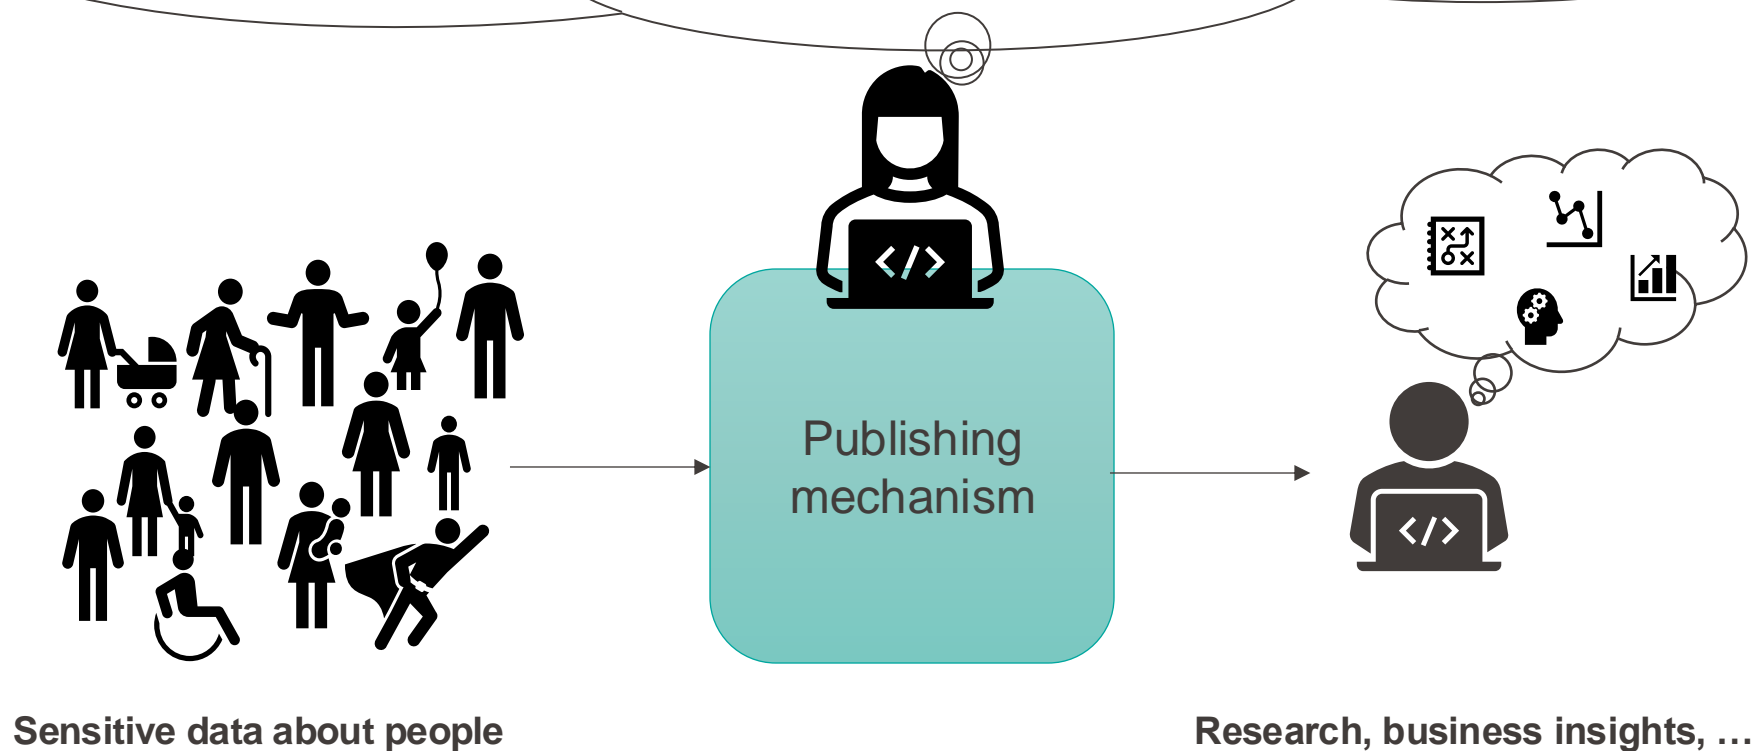 </>
</>
Publishing
mechanism
Sensitive data about people
Research, business insights, …